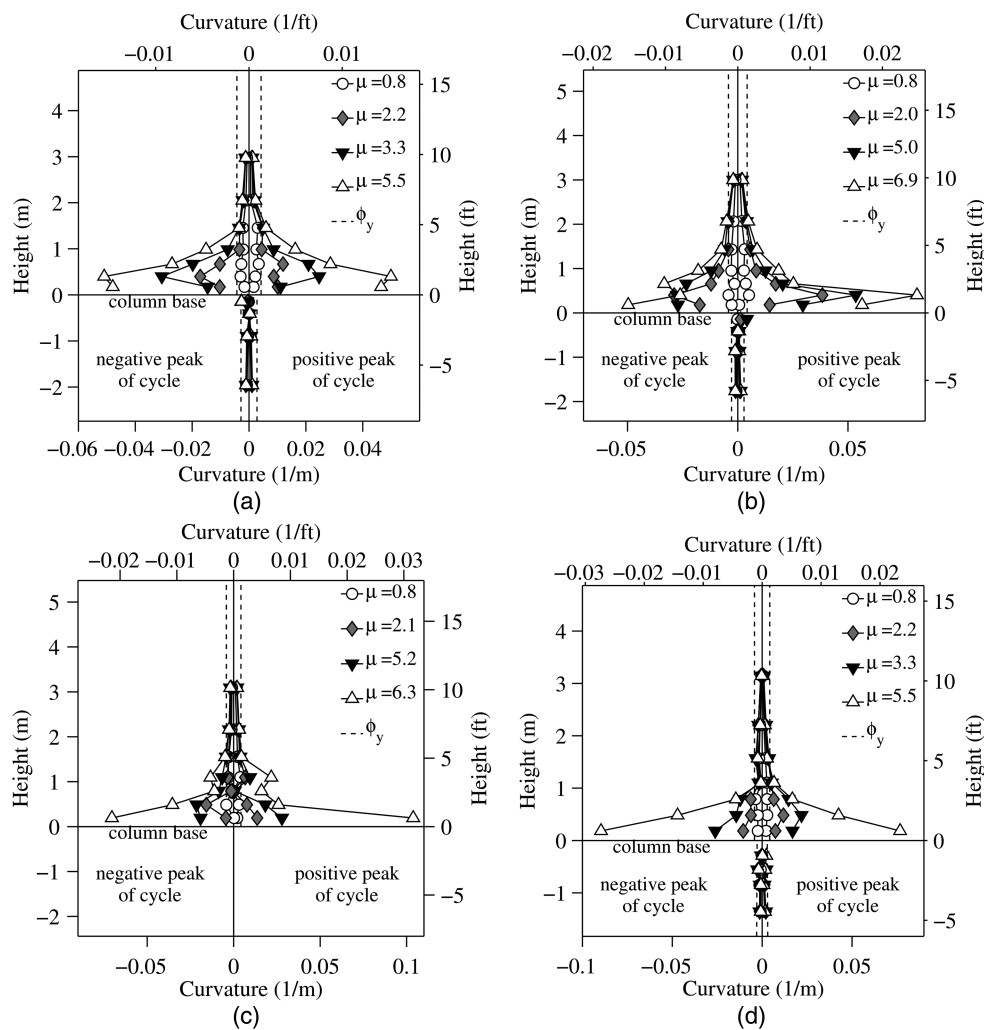 Curvature (1/ft)
−0.01 0 0.01
μ =0.8
μ =2.2
μ =3.3
μ =5.5
ϕy
Height (m)
4
3
2
1
0
−1
−2
15
10
5
0
−5
Height (ft)
column base
negative peak
of cycle
positive peak
of cycle
−0.06 −0.04 −0.02 0 0.02 0.04
Curvature (1/m)
(a)
Curvature (1/ft)
−0.02 −0.01 0 0.01 0.02
μ =0.8
μ =2.0
μ =5.0
μ =6.9
ϕy
Height (m)
5
4
3
2
1
0
−1
−2
15
10
5
0
−5
Height (ft)
column base
negative peak
of cycle
positive peak
of cycle
−0.05 0 0.05
Curvature (1/m)
(b)
Curvature (1/ft)
−0.02 −0.01 0 0.01 0.02 0.03
μ =0.8
μ =2.1
μ =5.2
μ =6.3
ϕy
Height (m)
5
4
3
2
1
0
−1
−2
15
10
5
0
−5
Height (ft)
column base
negative peak
of cycle
positive peak
of cycle
−0.05 0 0.05 0.1
Curvature (1/m)
(c)
Curvature (1/ft)
−0.03 −0.02 −0.01 0 0.01 0.02
μ =0.8
μ =2.2
μ =3.3
μ =5.5
ϕy
Height (m)
4
3
2
1
0
−1
15
10
5
0
−5
Height (ft)
column base
negative peak
of cycle
positive peak
of cycle
−0.1 −0.05 0 0.05
Curvature (1/m)
(d)